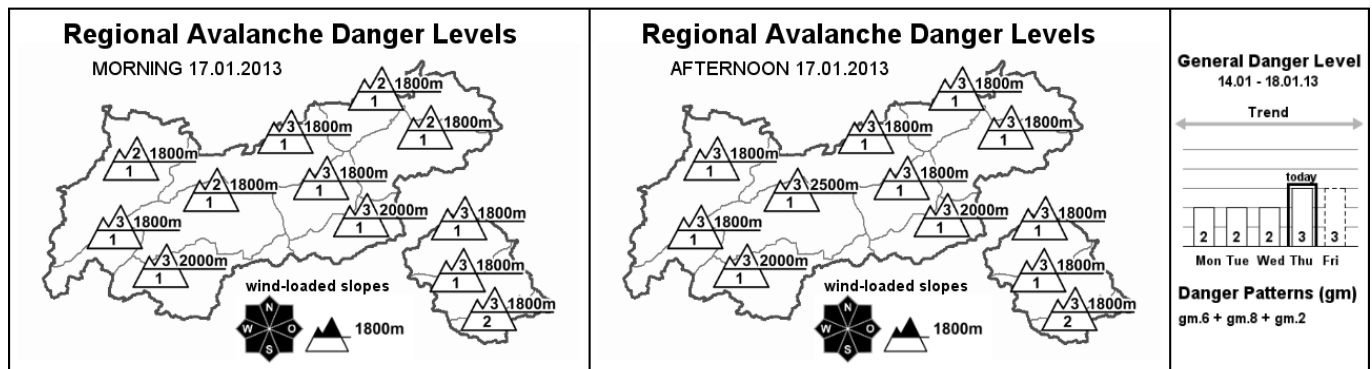 Regional Avalanche Danger Levels
MORNING 17.01.2013
2 1800m
1
3 1800m
1
2 1800m
1
2 1800m
1
2 1800m
1
3 1800m
1
3 1800m
1
3 2000m
1
3 1800m
1
3 2000m
1
3 1800m
1
3 1800m
2
wind-loaded slopes
N
W O
S
1800m
Regional Avalanche Danger Levels
AFTERNOON 17.01.2013
3 1800m
1
3 1800m
1
3 1800m
1
3 1800m
1
3 2500m
1
3 1800m
1
3 1800m
1
3 2000m
1
3 1800m
1
3 2000m
1
3 1800m
1
3 1800m
2
wind-loaded slopes
N
W O
S
1800m
General Danger Level
14.01 - 18.01.13
Trend
today
2 2 2 3 3
Mon Tue Wed Thu Fri
Danger Patterns (gm)
gm.6 + gm.8 + gm.2